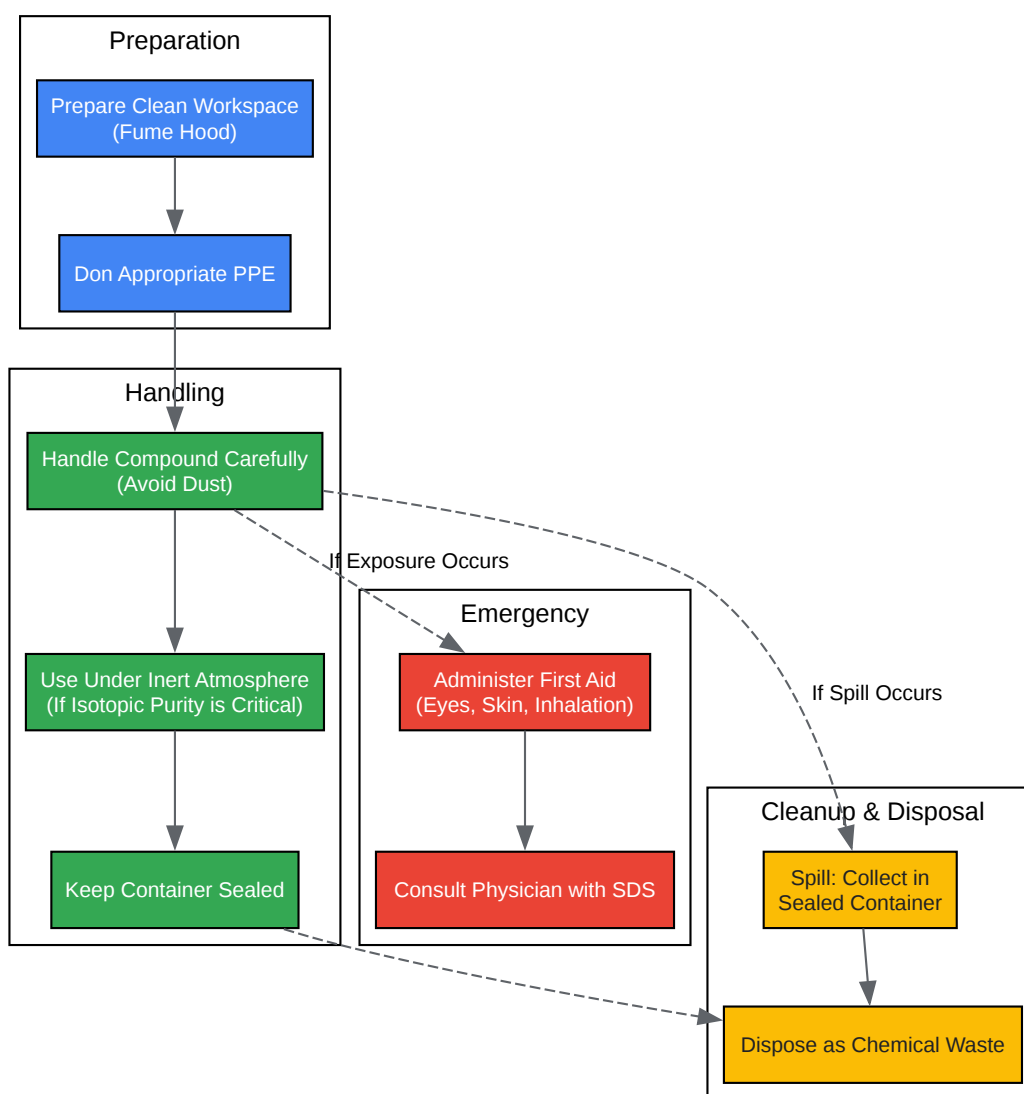 Preparation
Prepare Clean Workspace
(Fume Hood)
Don Appropriate PPE
Handling
Handle Compound Carefully
(Avoid Dust)
If Exposure Occurs
Emergency
Use Under Inert Atmosphere
(If Isotopic Purity is Critical)
Administer First Aid
(Eyes, Skin, Inhalation)
If Spill Occurs
Cleanup & Disposal
Keep Container Sealed
Consult Physician with SDS
Spill: Collect in
Sealed Container
Dispose as Chemical Waste